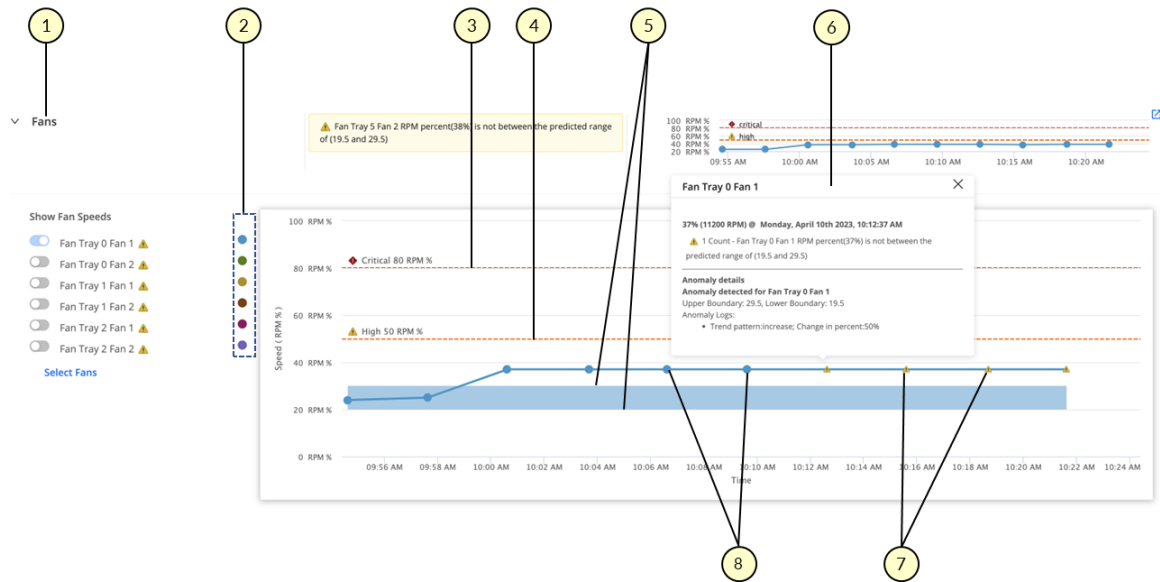 1
2
3
4
5
6
Fans
Fan Tray 5 Fan 2 RPM percent(38%) is not between the predicted range
of (19.5 and 29.5)
100 RPM %
80 RPM %
60 RPM %
40 RPM %
20 RPM %
critical
high
09:55 AM
10:00 AM
10:05 AM
10:10 AM
10:15 AM
10:20 AM
Fan Tray 0 Fan 1
37% (11200 RPM) @ Monday, April 10th 2023, 10:12:37 AM
1 Count - Fan Tray 0 Fan 1 RPM percent(37%) is not between the
predicted range of (19.5 and 29.5)
Anomaly details
Anomaly detected for Fan Tray 0 Fan 1
Upper Boundary: 29.5, Lower Boundary: 19.5
Anomaly Logs:
• Trend pattern:increase; Change in percent:50%
Show Fan Speeds
Fan Tray 0 Fan 1
Fan Tray 0 Fan 2
Fan Tray 1 Fan 1
Fan Tray 1 Fan 2
Fan Tray 2 Fan 1
Fan Tray 2 Fan 2
Select Fans
Speed ( RPM % )
100 RPM %
80 RPM %
60 RPM %
40 RPM %
20 RPM %
0 RPM %
Critical 80 RPM %
High 50 RPM %
09:56 AM
09:58 AM
10:00 AM
10:02 AM
10:04 AM
10:06 AM
10:08 AM
10:10 AM
10:12 AM
10:14 AM
10:16 AM
10:18 AM
10:20 AM
10:22 AM
10:24 AM
Time
8
7